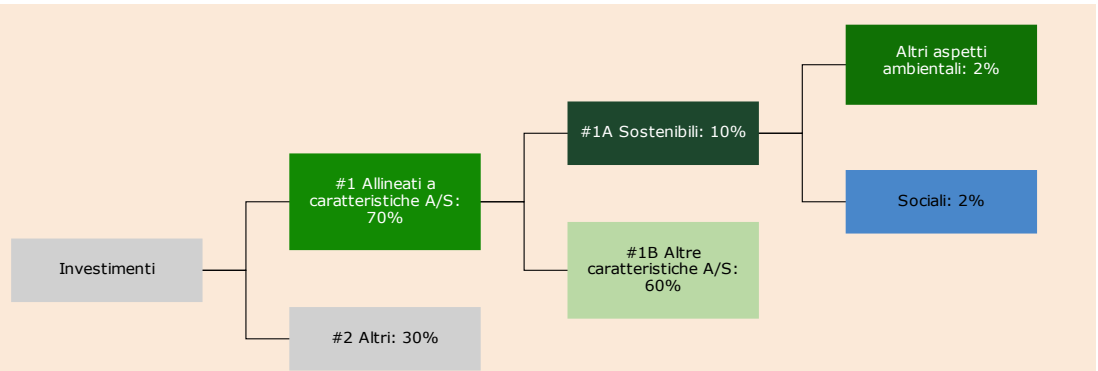 Investimenti
#1 Allineati a
caratteristiche A/S:
70%
#2 Altri: 30%
#1A Sostenibili: 10%
#1B Altre
caratteristiche A/S:
60%
Altri aspetti
ambientali: 2%
Sociali: 2%